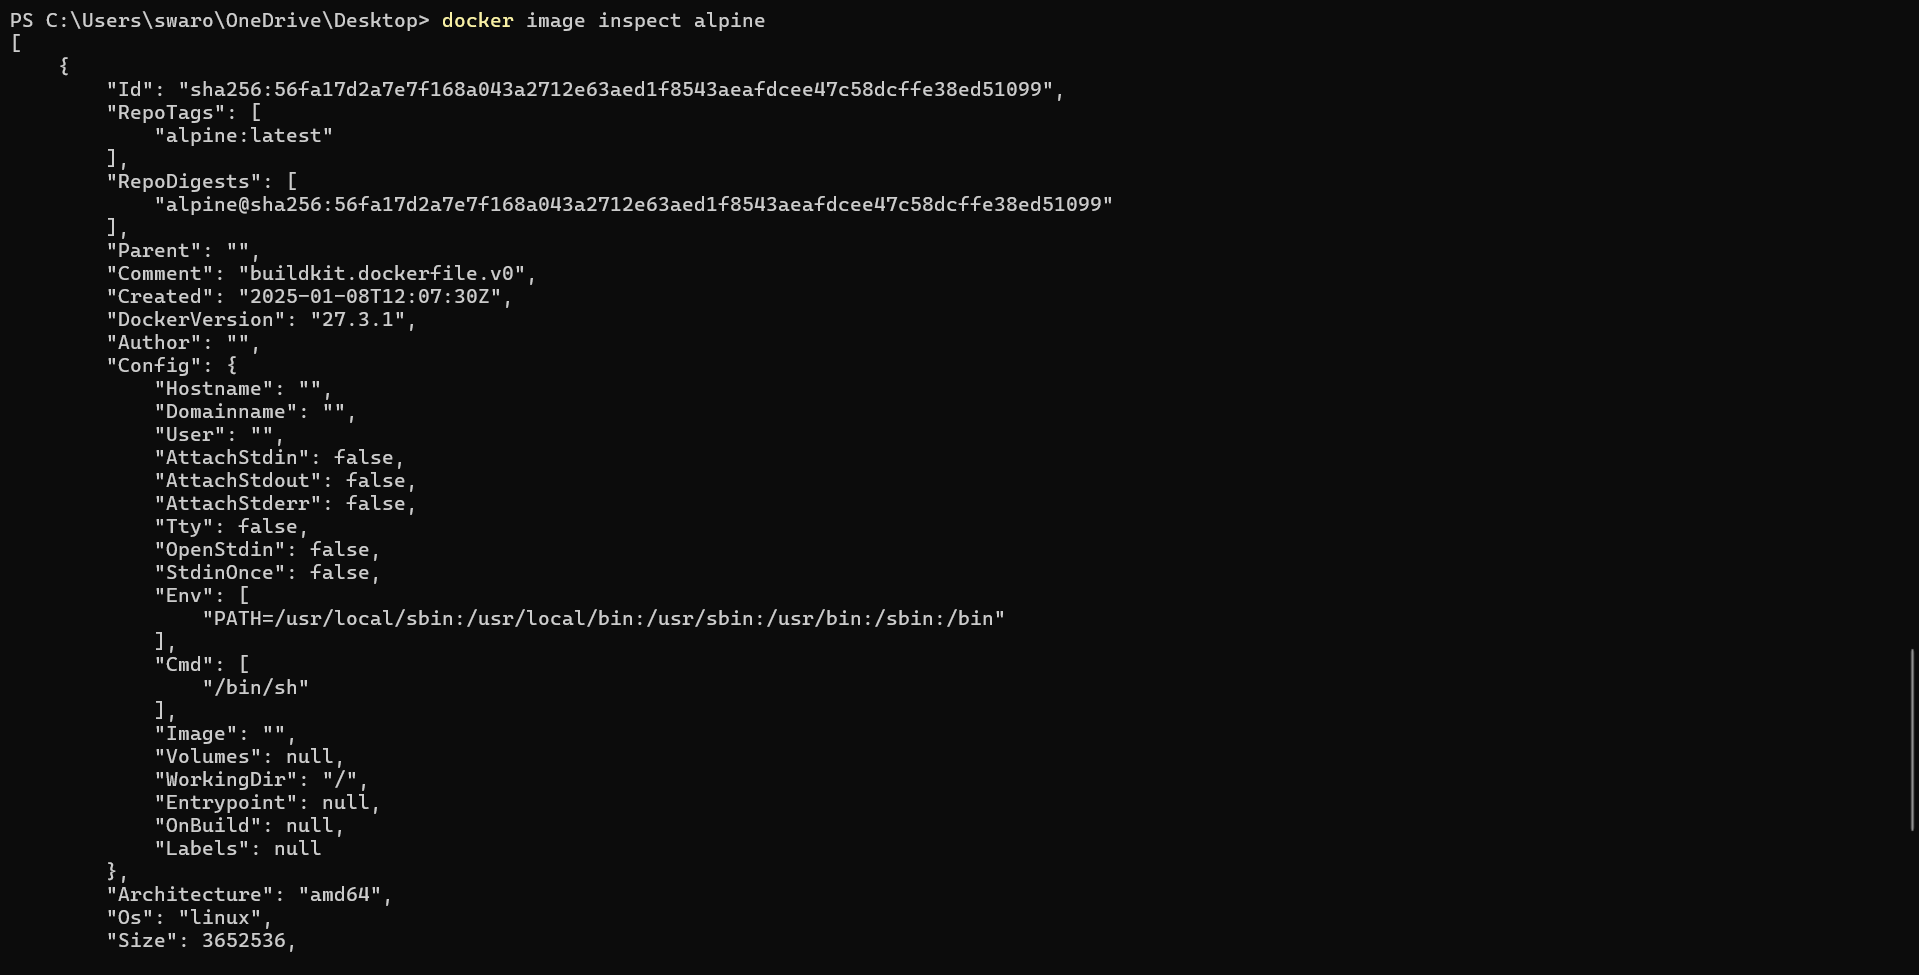 PS C:\Users\swaro\OneDrive\Desktop> docker image inspect alpine
[
    {
        "Id": "sha256:56fa17d2a7e7f168a043a2712e63aed1f8543aeafdcee47c58dcffe38ed51099",
        "RepoTags": [
            "alpine:latest"
        ],
        "RepoDigests": [
            "alpine@sha256:56fa17d2a7e7f168a043a2712e63aed1f8543aeafdcee47c58dcffe38ed51099"
        ],
        "Parent": "",
        "Comment": "buildkit.dockerfile.v0",
        "Created": "2025-01-08T12:07:30Z",
        "DockerVersion": "27.3.1",
        "Author": "",
        "Config": {
            "Hostname": "",
            "Domainname": "",
            "User": "",
            "AttachStdin": false,
            "AttachStdout": false,
            "AttachStderr": false,
            "Tty": false,
            "OpenStdin": false,
            "StdinOnce": false,
            "Env": [
                "PATH=/usr/local/sbin:/usr/local/bin:/usr/sbin:/usr/bin:/sbin:/bin"
            ],
            "Cmd": [
                "/bin/sh"
            ],
            "Image": "",
            "Volumes": null,
            "WorkingDir": "/",
            "Entrypoint": null,
            "OnBuild": null,
            "Labels": null
        },
        "Architecture": "amd64",
        "Os": "linux",
        "Size": 3652536,